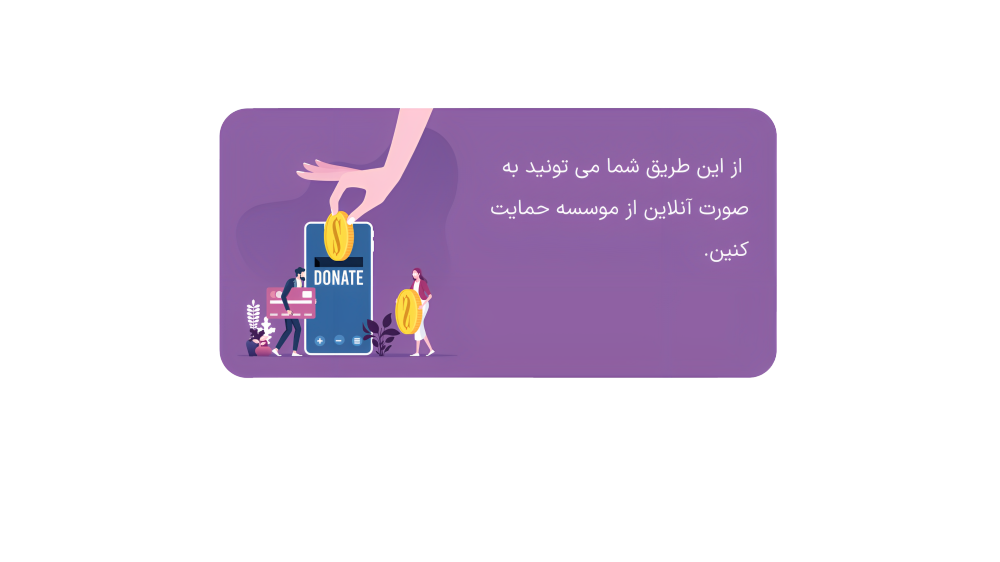 از این طریق شما می تونید به
صورت آنلاین از موسسه حمایت
کنین.
DONATE